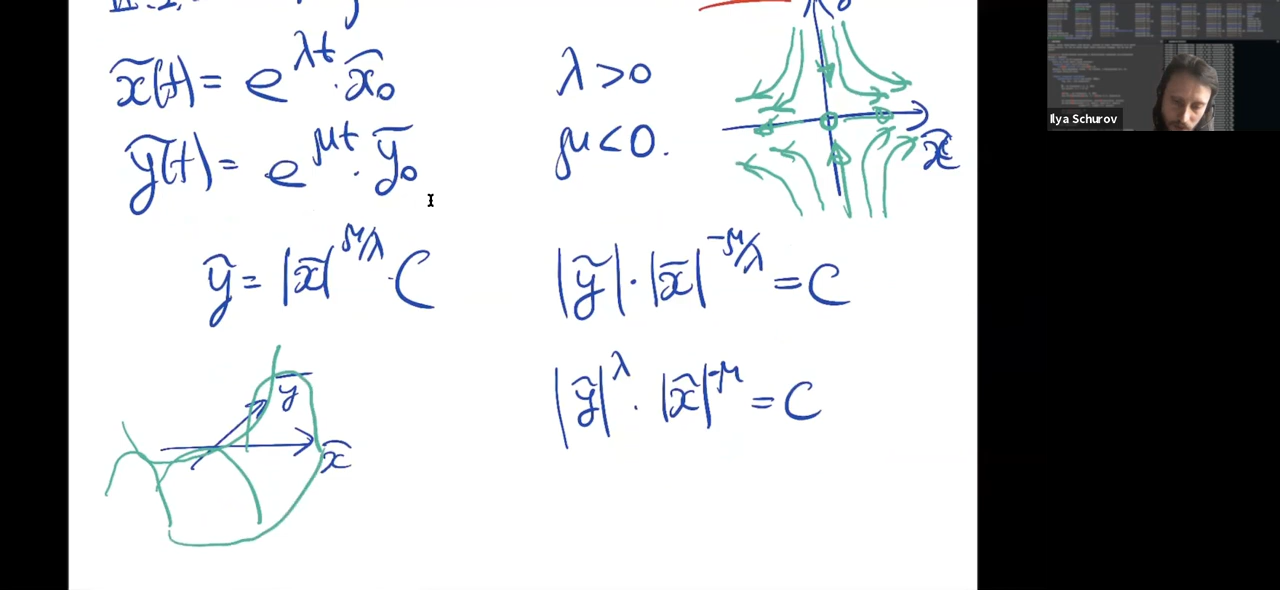 x̃(t) = e^{λt} · x̃₀
λ > 0
ỹ(t) = e^{μt} · ỹ₀
μ < 0.
x̃
ỹ = |x̃|^{μ/λ} · C
|ỹ| · |x̃|^{-μ/λ} = C
|ỹ|^λ · |x̃|^{-μ} = C
ỹ
x̃
Ilya Schurov